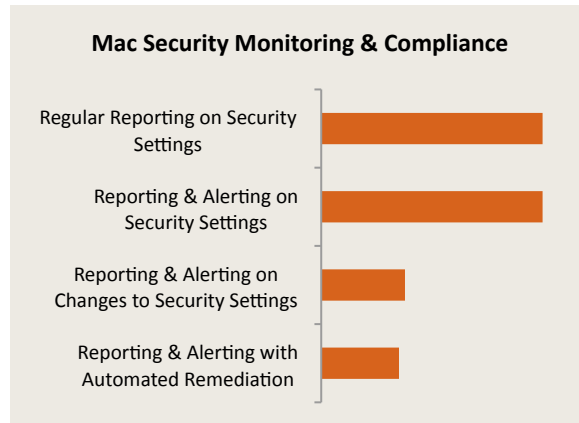 Mac Security Monitoring & Compliance
Regular Reporting on Security
Settings
Reporting & Alerting on
Security Settings
Reporting & Alerting on
Changes to Security Settings
Reporting & Alerting with
Automated Remediation